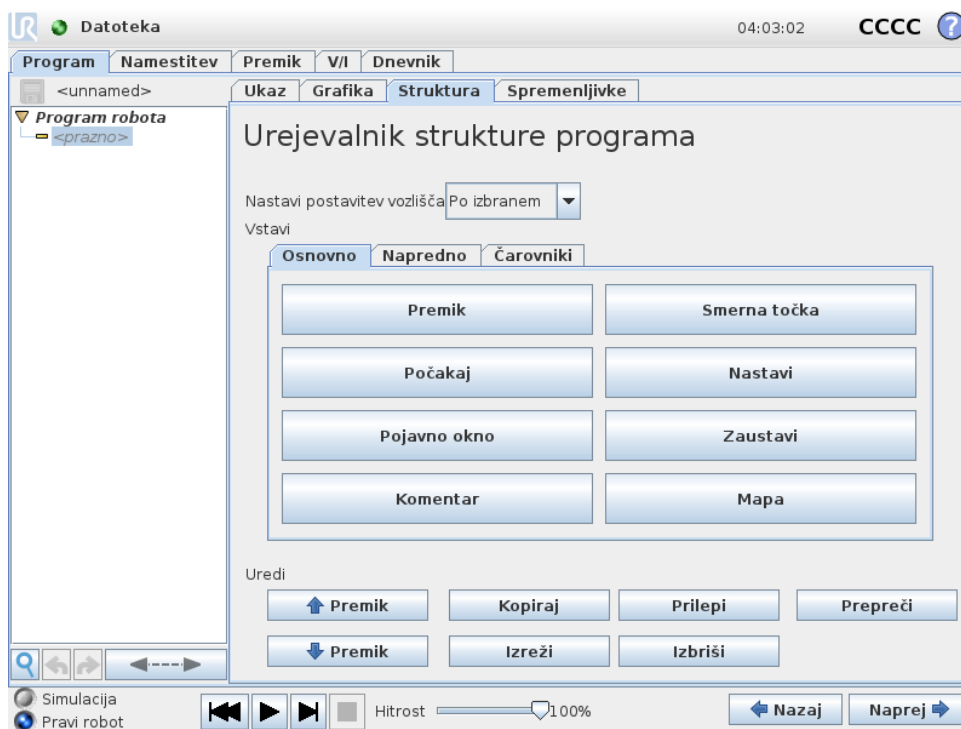 UR Datoteka 04:03:02 CCCC ?
Program Namestitev Premik V/I Dnevnik
<unnamed>
Ukaz Grafika Struktura Spremenljivke
Program robota
<prazno>
Urejevalnik strukture programa
Nastavi postavitev vozlišča Po izbranem
Vstavi
Osnovno Napredno Čarovniki
Premik Smerna točka
Počakaj Nastavi
Pojavno okno Zaustavi
Komentar Mapa
Uredi
Premik Kopiraj Prilepi Prepreči
Premik Izreži Izbriši
Simulacija
Pravi robot
Hitrost 100%
Nazaj Naprej